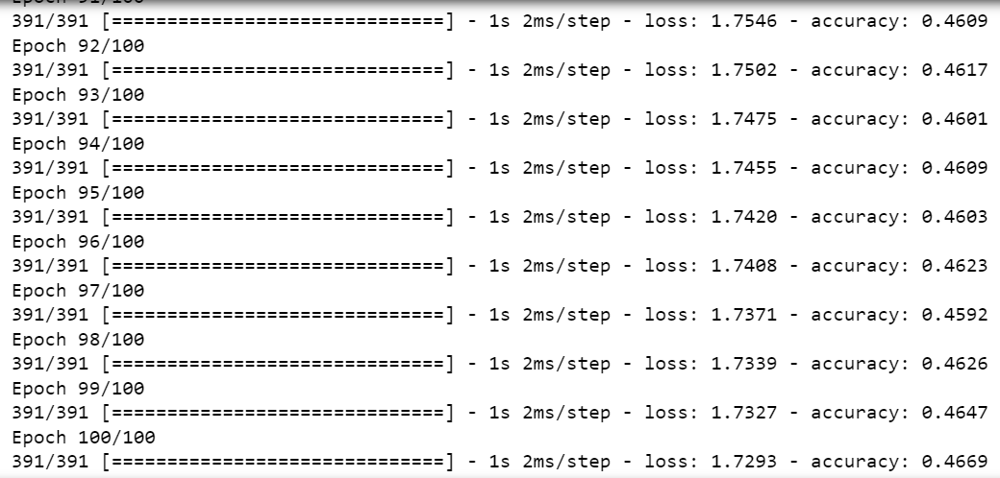 Epoch 91/100
391/391 [==============================] - 1s 2ms/step - loss: 1.7546 - accuracy: 0.4609
Epoch 92/100
391/391 [==============================] - 1s 2ms/step - loss: 1.7502 - accuracy: 0.4617
Epoch 93/100
391/391 [==============================] - 1s 2ms/step - loss: 1.7475 - accuracy: 0.4601
Epoch 94/100
391/391 [==============================] - 1s 2ms/step - loss: 1.7455 - accuracy: 0.4609
Epoch 95/100
391/391 [==============================] - 1s 2ms/step - loss: 1.7420 - accuracy: 0.4603
Epoch 96/100
391/391 [==============================] - 1s 2ms/step - loss: 1.7408 - accuracy: 0.4623
Epoch 97/100
391/391 [==============================] - 1s 2ms/step - loss: 1.7371 - accuracy: 0.4592
Epoch 98/100
391/391 [==============================] - 1s 2ms/step - loss: 1.7339 - accuracy: 0.4626
Epoch 99/100
391/391 [==============================] - 1s 2ms/step - loss: 1.7327 - accuracy: 0.4647
Epoch 100/100
391/391 [==============================] - 1s 2ms/step - loss: 1.7293 - accuracy: 0.4669